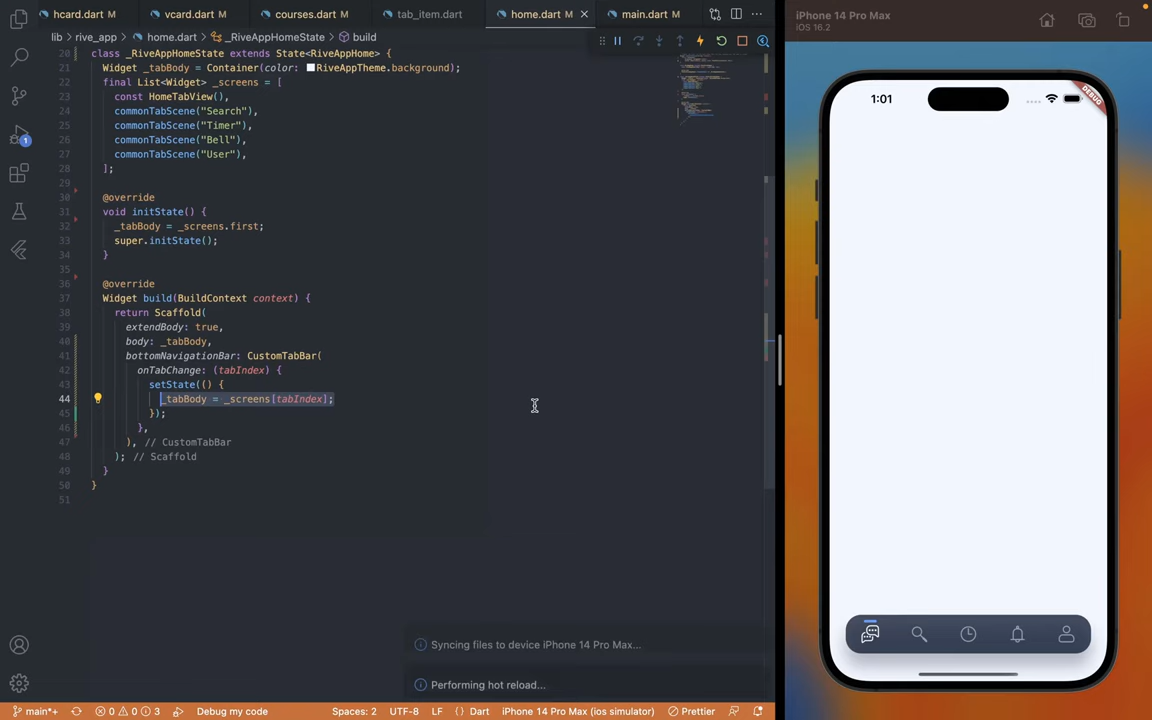 hcard.dart M
vcard.dart M
courses.dart M
tab_item.dart M
home.dart M
main.dart M
lib > rive_app > home.dart > _RiveAppHomeState > build
20 class _RiveAppHomeState extends State<RiveAppHome> {
21 Widget _tabBody = Container(color: RiveAppTheme.background);
22 final List<Widget> _screens = [
23 const HomeTabView(),
24 commonTabScene("Search"),
25 commonTabScene("Timer"),
26 commonTabScene("Bell"),
27 commonTabScene("User"),
28 ];
29
30 @override
31 void initState() {
32 _tabBody = _screens.first;
33 super.initState();
34 }
35
36 @override
37 Widget build(BuildContext context) {
38 return Scaffold(
39 extendBody: true,
40 body: _tabBody,
41 bottomNavigationBar: CustomTabBar(
42 onTabChange: (tabIndex) {
43 setState(() {
44 _tabBody = _screens[tabIndex];
45 });
46 },
47 ), // CustomTabBar
48 ); // Scaffold
49 }
50 }
51
Syncing files to device iPhone 14 Pro Max...
Performing hot reload...
main*+ 0 0 3 Debug my code Spaces: 2 UTF-8 LF {} Dart iPhone 14 Pro Max (ios simulator) Prettier
1
iPhone 14 Pro Max
iOS 16.2
1:01
DEBUG